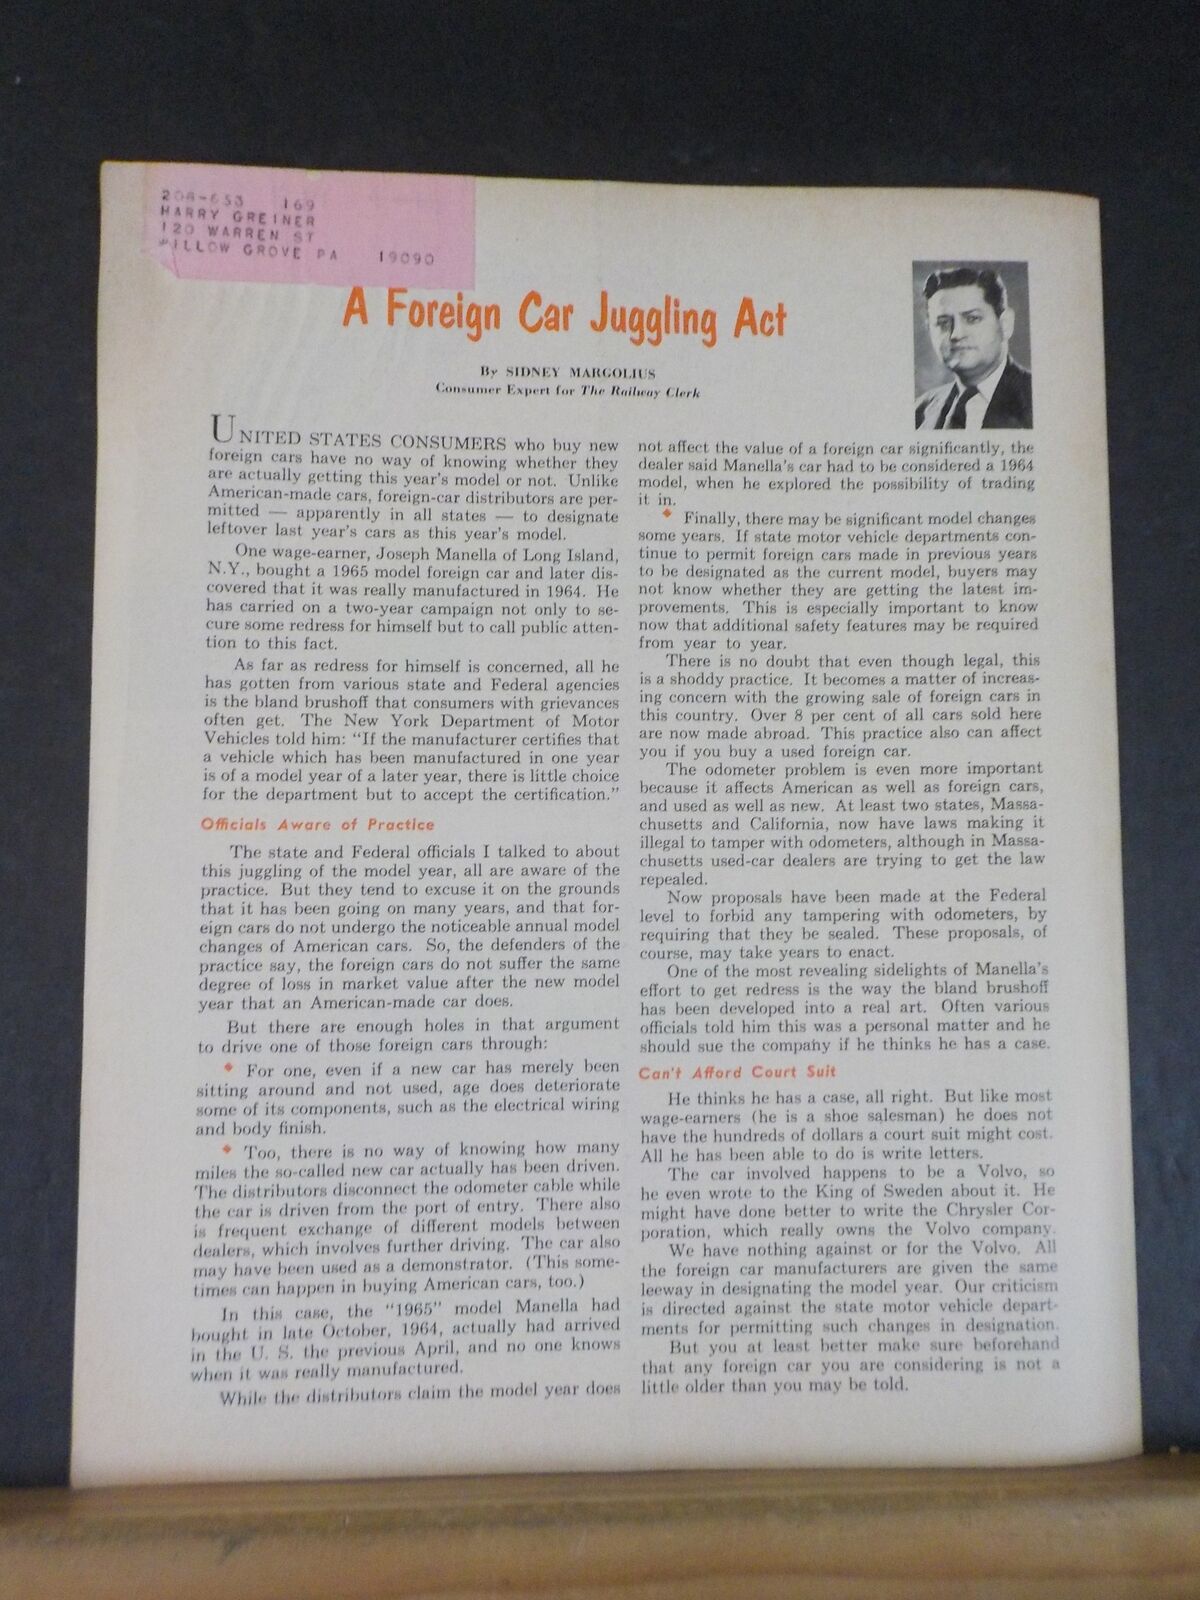 208-653 169
HARRY GREINER
120 WARREN ST
WILLOW GROVE PA 19090
A Foreign Car Juggling Act
By SIDNEY MARGOLIUS
Consumer Expert for The Railway Clerk
UNITED STATES CONSUMERS who buy new
foreign cars have no way of knowing whether they
are actually getting this year's model or not. Unlike
American-made cars, foreign-car distributors are per-
mitted — apparently in all states — to designate
leftover last year's cars as this year's model.
One wage-earner, Joseph Manella of Long Island,
N.Y., bought a 1965 model foreign car and later dis-
covered that it was really manufactured in 1964. He
has carried on a two-year campaign not only to se-
cure some redress for himself but to call public atten-
tion to this fact.
As far as redress for himself is concerned, all he
has gotten from various state and Federal agencies
is the bland brushoff that consumers with grievances
often get. The New York Department of Motor
Vehicles told him: "If the manufacturer certifies that
a vehicle which has been manufactured in one year
is of a model year of a later year, there is little choice
for the department but to accept the certification."
Officials Aware of Practice
The state and Federal officials I talked to about
this juggling of the model year, all are aware of the
practice. But they tend to excuse it on the grounds
that it has been going on many years, and that for-
eign cars do not undergo the noticeable annual model
changes of American cars. So, the defenders of the
practice say, the foreign cars do not suffer the same
degree of loss in market value after the new model
year that an American-made car does.
But there are enough holes in that argument
to drive one of those foreign cars through:
◆ For one, even if a new car has merely been
sitting around and not used, age does deteriorate
some of its components, such as the electrical wiring
and body finish.
◆ Too, there is no way of knowing how many
miles the so-called new car actually has been driven.
The distributors disconnect the odometer cable while
the car is driven from the port of entry. There also
is frequent exchange of different models between
dealers, which involves further driving. The car also
may have been used as a demonstrator. (This some-
times can happen in buying American cars, too.)
In this case, the "1965" model Manella had
bought in late October, 1964, actually had arrived
in the U. S. the previous April, and no one knows
when it was really manufactured.
While the distributors claim the model year does
not affect the value of a foreign car significantly, the
dealer said Manella's car had to be considered a 1964
model, when he explored the possibility of trading
it in.
◆ Finally, there may be significant model changes
some years. If state motor vehicle departments con-
tinue to permit foreign cars made in previous years
to be designated as the current model, buyers may
not know whether they are getting the latest im-
provements. This is especially important to know
now that additional safety features may be required
from year to year.
There is no doubt that even though legal, this
is a shoddy practice. It becomes a matter of increas-
ing concern with the growing sale of foreign cars in
this country. Over 8 per cent of all cars sold here
are now made abroad. This practice also can affect
you if you buy a used foreign car.
The odometer problem is even more important
because it affects American as well as foreign cars,
and used as well as new. At least two states, Massa-
chusetts and California, now have laws making it
illegal to tamper with odometers, although in Massa-
chusetts used-car dealers are trying to get the law
repealed.
Now proposals have been made at the Federal
level to forbid any tampering with odometers, by
requiring that they be sealed. These proposals, of
course, may take years to enact.
One of the most revealing sidelights of Manella's
effort to get redress is the way the bland brushoff
has been developed into a real art. Often various
officials told him this was a personal matter and he
should sue the company if he thinks he has a case.
Can't Afford Court Suit
He thinks he has a case, all right. But like most
wage-earners (he is a shoe salesman) he does not
have the hundreds of dollars a court suit might cost.
All he has been able to do is write letters.
The car involved happens to be a Volvo, so
he even wrote to the King of Sweden about it. He
might have done better to write the Chrysler Cor-
poration, which really owns the Volvo company.
We have nothing against or for the Volvo. All
the foreign car manufacturers are given the same
leeway in designating the model year. Our criticism
is directed against the state motor vehicle depart-
ments for permitting such changes in designation.
But you at least better make sure beforehand
that any foreign car you are considering is not a
little older than you may be told.